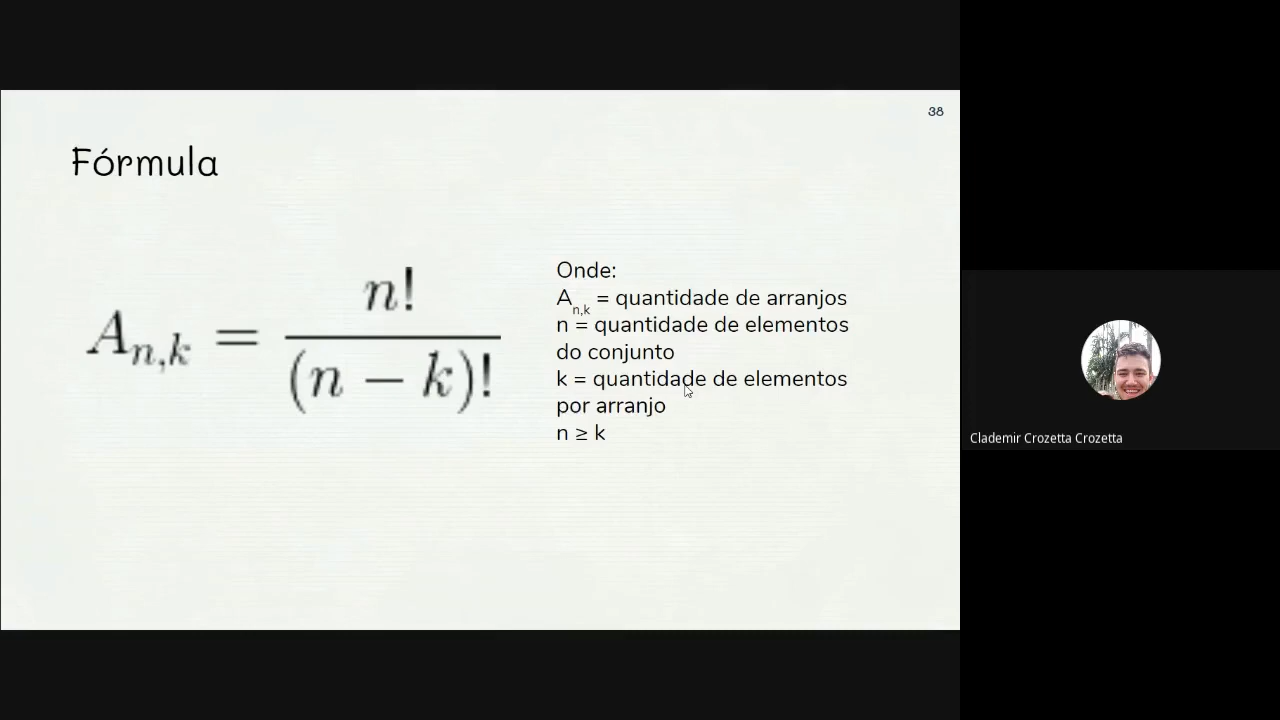 38
Fórmula
A_{n,k} = \frac{n!}{(n - k)!}
Onde:
A_{n,k} = quantidade de arranjos
n = quantidade de elementos
do conjunto
k = quantidade de elementos
por arranjo
n ≥ k
Clademir Crozetta Crozetta